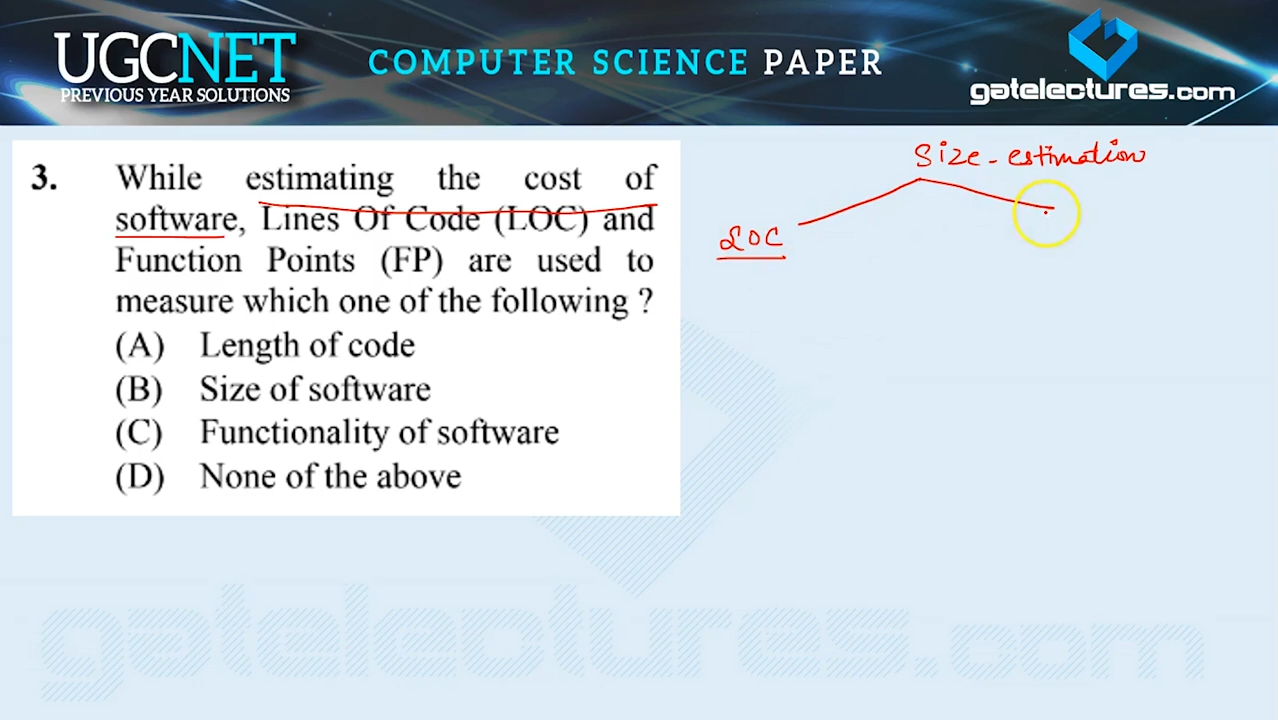 UGCNET
PREVIOUS YEAR SOLUTIONS
COMPUTER SCIENCE PAPER
gatelectures.com
3. While estimating the cost of
software, Lines Of Code (LOC) and
Function Points (FP) are used to
measure which one of the following ?
(A) Length of code
(B) Size of software
(C) Functionality of software
(D) None of the above
Size - estimation
LOC
gatelectures.com